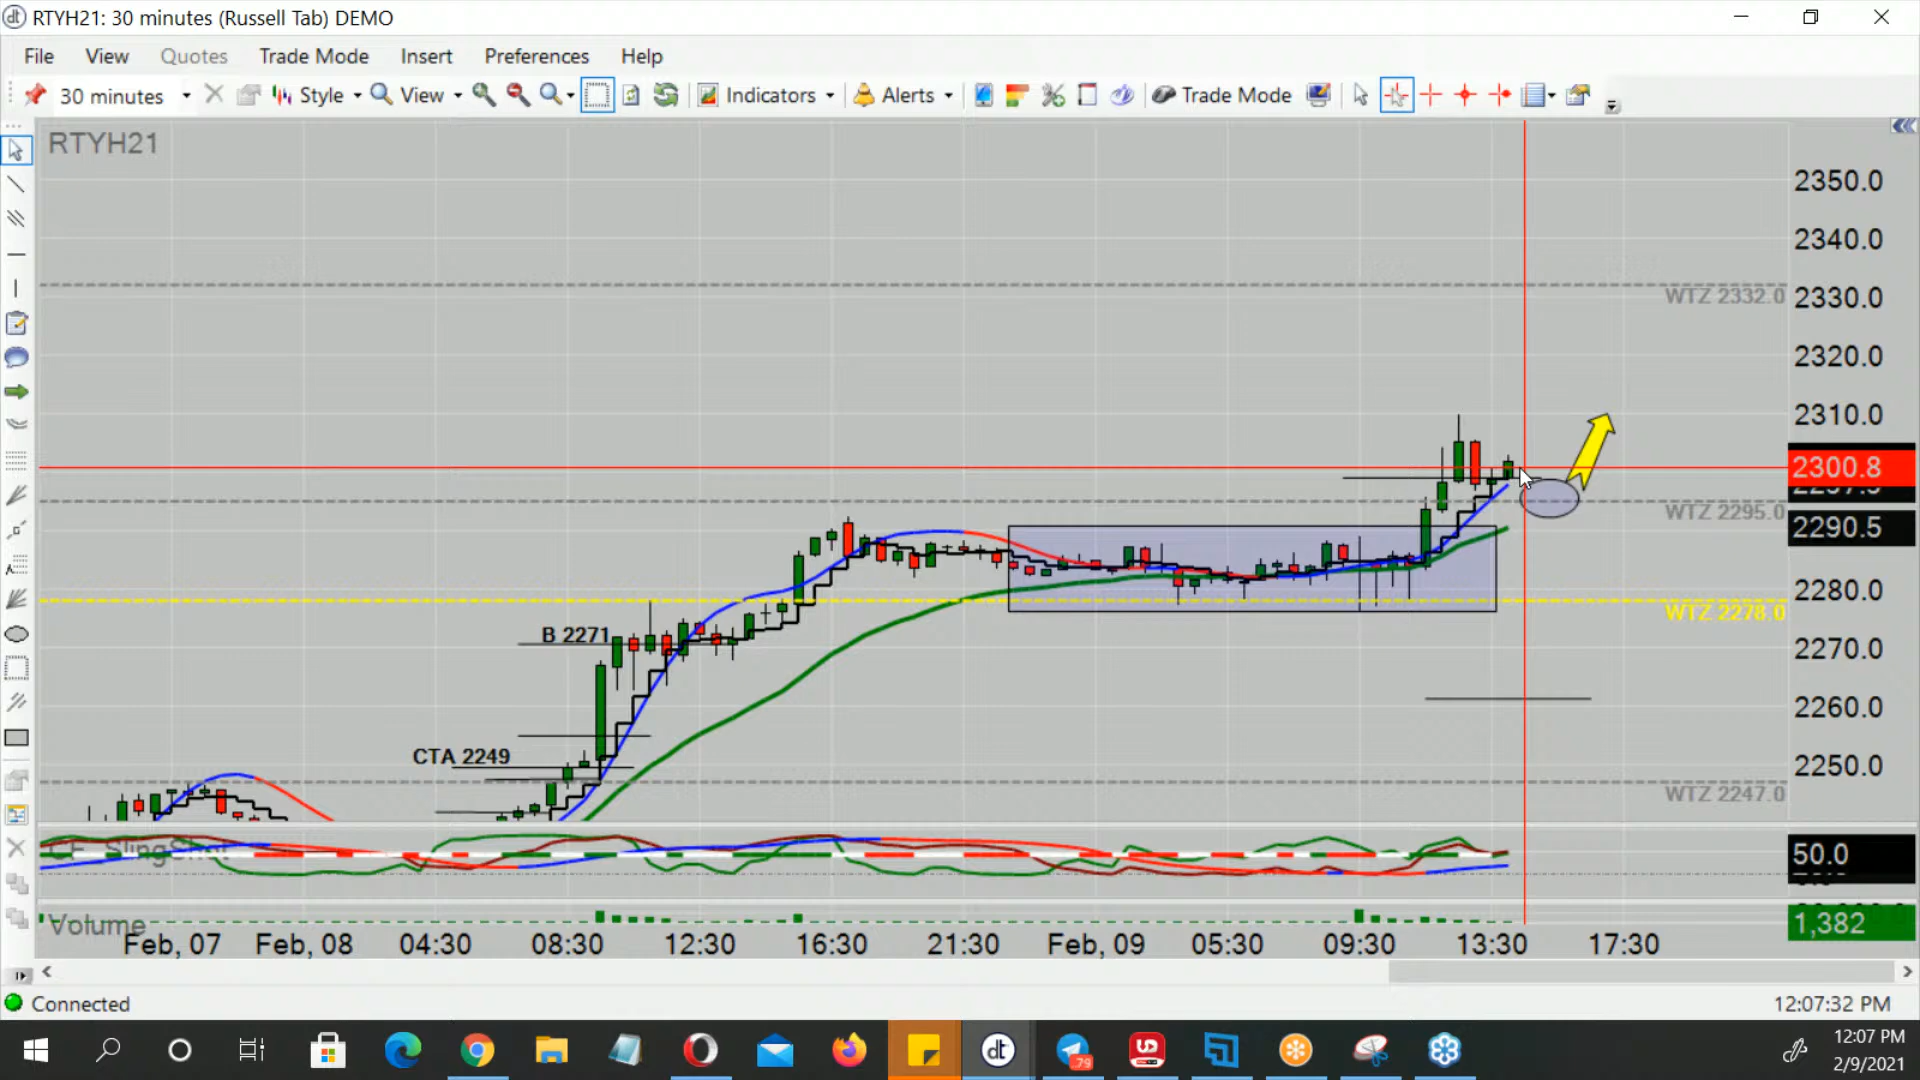 RTYH21: 30 minutes (Russell Tab) DEMO
File View Quotes Trade Mode Insert Preferences Help
30 minutes Style View Indicators Alerts Trade Mode
RTYH21
2350.0
2340.0
WTZ 2332.0
2330.0
2320.0
2310.0
2300.8
WTZ 2295.0
2290.5
2280.0
WTZ 2278.0
B 2271
2270.0
2260.0
CTA 2249
2250.0
WTZ 2247.0
50.0
Volume
1,382
Feb, 07 Feb, 08 04:30 08:30 12:30 16:30 21:30 Feb, 09 05:30 09:30 13:30 17:30
Connected
12:07:32 PM
79
12:07 PM
2/9/2021